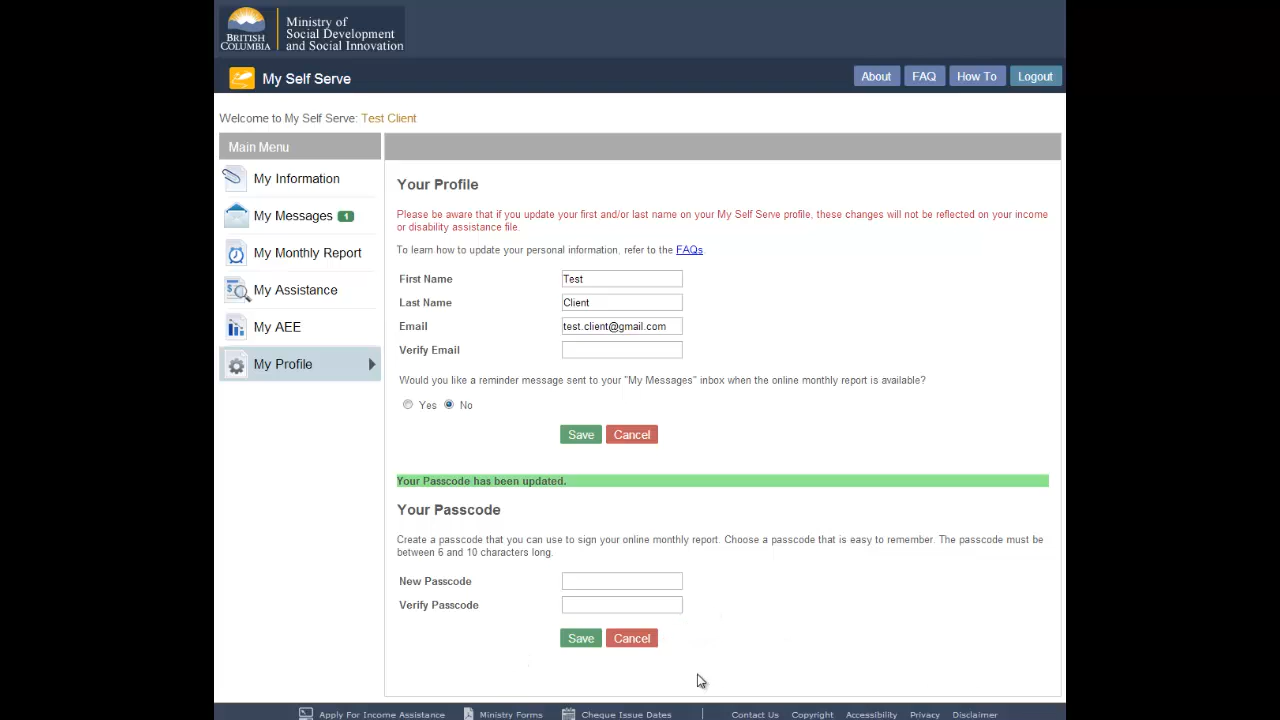 BRITISH
COLUMBIA
Ministry of
Social Development
and Social Innovation
My Self Serve
About FAQ How To Logout
Welcome to My Self Serve: Test Client
Main Menu
My Information
My Messages 1
My Monthly Report
My Assistance
My AEE
My Profile
Your Profile
Please be aware that if you update your first and/or last name on your My Self Serve profile, these changes will not be reflected on your income
or disability assistance file.
To learn how to update your personal information, refer to the FAQs.
First Name Test
Last Name Client
Email test.client@gmail.com
Verify Email
Would you like a reminder message sent to your "My Messages" inbox when the online monthly report is available?
Yes No
Save Cancel
Your Passcode has been updated.
Your Passcode
Create a passcode that you can use to sign your online monthly report. Choose a passcode that is easy to remember. The passcode must be
between 6 and 10 characters long.
New Passcode
Verify Passcode
Save Cancel
Apply For Income Assistance Ministry Forms Cheque Issue Dates Contact Us Copyright Accessibility Privacy Disclaimer